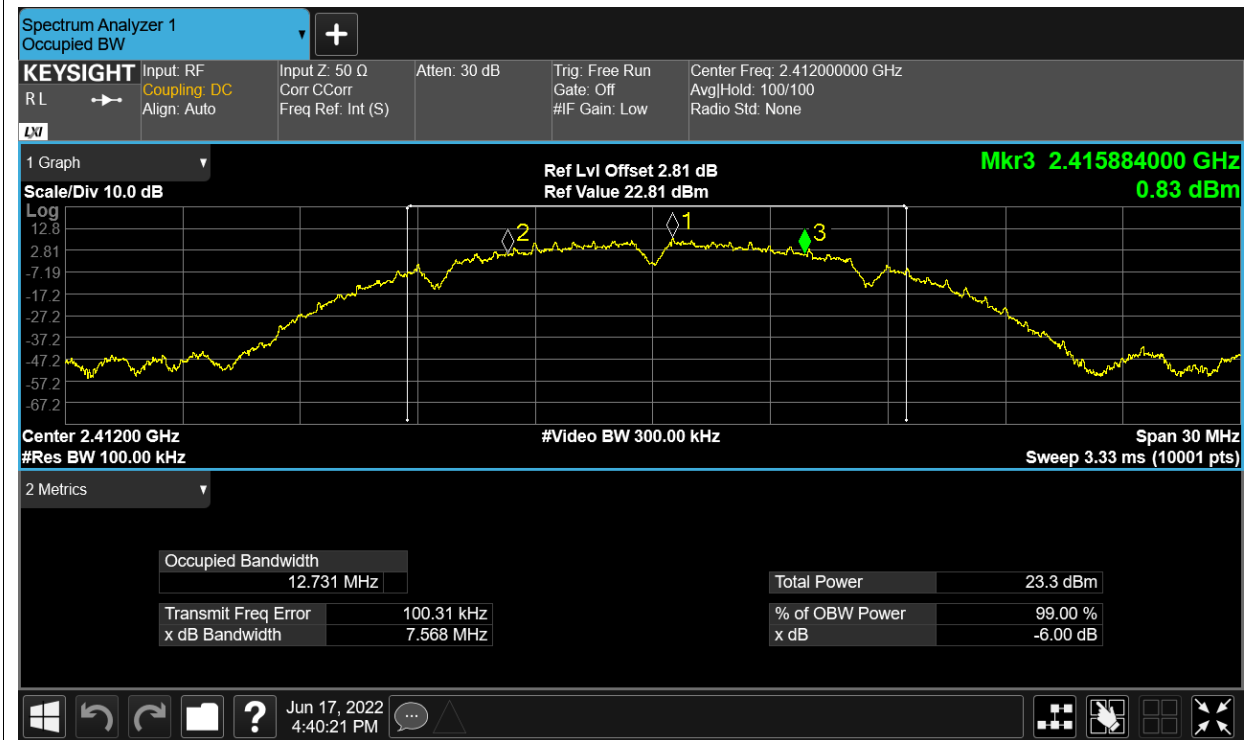 Spectrum Analyzer 1
Occupied BW
+
KEYSIGHT
R L
LXI
Input: RF
Coupling: DC
Align: Auto
Input Z: 50 Ω
Corr CCorr
Freq Ref: Int (S)
Atten: 30 dB
Trig: Free Run
Gate: Off
#IF Gain: Low
Center Freq: 2.412000000 GHz
Avg|Hold: 100/100
Radio Std: None
1 Graph
Scale/Div 10.0 dB
Ref Lvl Offset 2.81 dB
Ref Value 22.81 dBm
Mkr3 2.415884000 GHz
0.83 dBm
Log
12.8
2.81
-7.19
-17.2
-27.2
-37.2
-47.2
-57.2
-67.2
2
1
3
Center 2.41200 GHz
#Res BW 100.00 kHz
#Video BW 300.00 kHz
Span 30 MHz
Sweep 3.33 ms (10001 pts)
2 Metrics
Occupied Bandwidth
12.731 MHz
Transmit Freq Error 100.31 kHz
x dB Bandwidth 7.568 MHz
Total Power 23.3 dBm
% of OBW Power 99.00 %
x dB -6.00 dB
?
Jun 17, 2022
4:40:21 PM